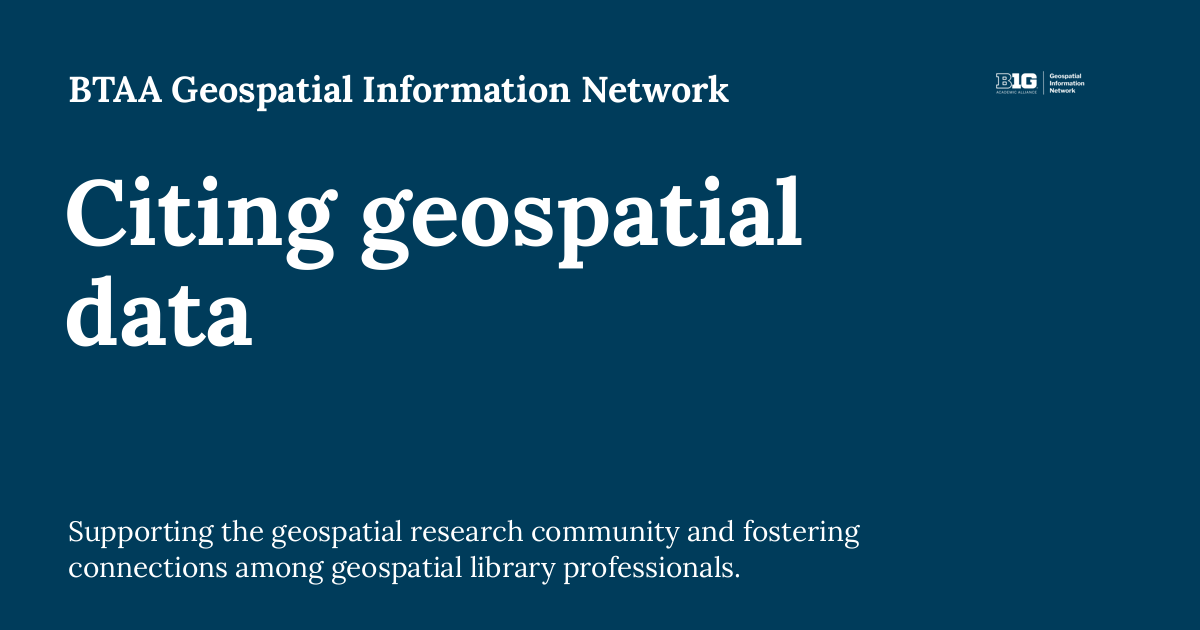 BTAA Geospatial Information Network
B1G
ACADEMIC ALLIANCE
Geospatial
Information
Network
Citing geospatial
data
Supporting the geospatial research community and fostering
connections among geospatial library professionals.